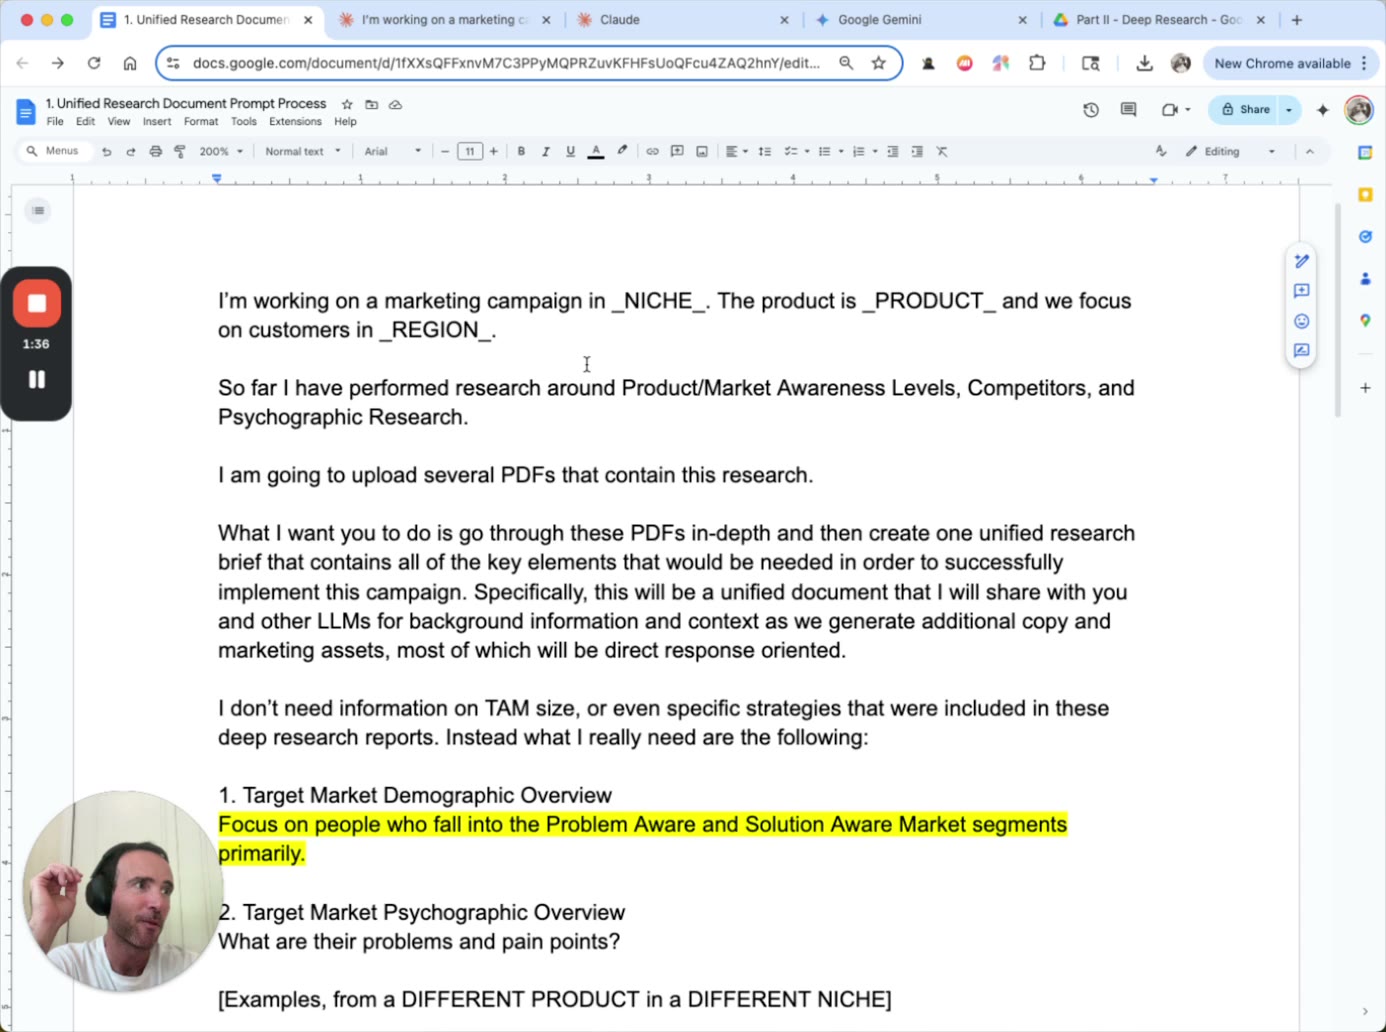 1. Unified Research Documen
I'm working on a marketing c
Claude
Google Gemini
Part II - Deep Research - Goo
docs.google.com/document/d/1fXXsQFFxnvM7C3PPyMQPRZuvKFHFsUoQFcu4ZAQ2hnY/edit...
New Chrome available
1. Unified Research Document Prompt Process
File Edit View Insert Format Tools Extensions Help
Share
Menus
200%
Normal text
Arial
11
Editing
1 1 2 3 4 5 6 7
I'm working on a marketing campaign in _NICHE_. The product is _PRODUCT_ and we focus
on customers in _REGION_.
1:36
So far I have performed research around Product/Market Awareness Levels, Competitors, and
Psychographic Research.
I am going to upload several PDFs that contain this research.
What I want you to do is go through these PDFs in-depth and then create one unified research
brief that contains all of the key elements that would be needed in order to successfully
implement this campaign. Specifically, this will be a unified document that I will share with you
and other LLMs for background information and context as we generate additional copy and
marketing assets, most of which will be direct response oriented.
I don't need information on TAM size, or even specific strategies that were included in these
deep research reports. Instead what I really need are the following:
1. Target Market Demographic Overview
Focus on people who fall into the Problem Aware and Solution Aware Market segments
primarily.
2. Target Market Psychographic Overview
What are their problems and pain points?
[Examples, from a DIFFERENT PRODUCT in a DIFFERENT NICHE]